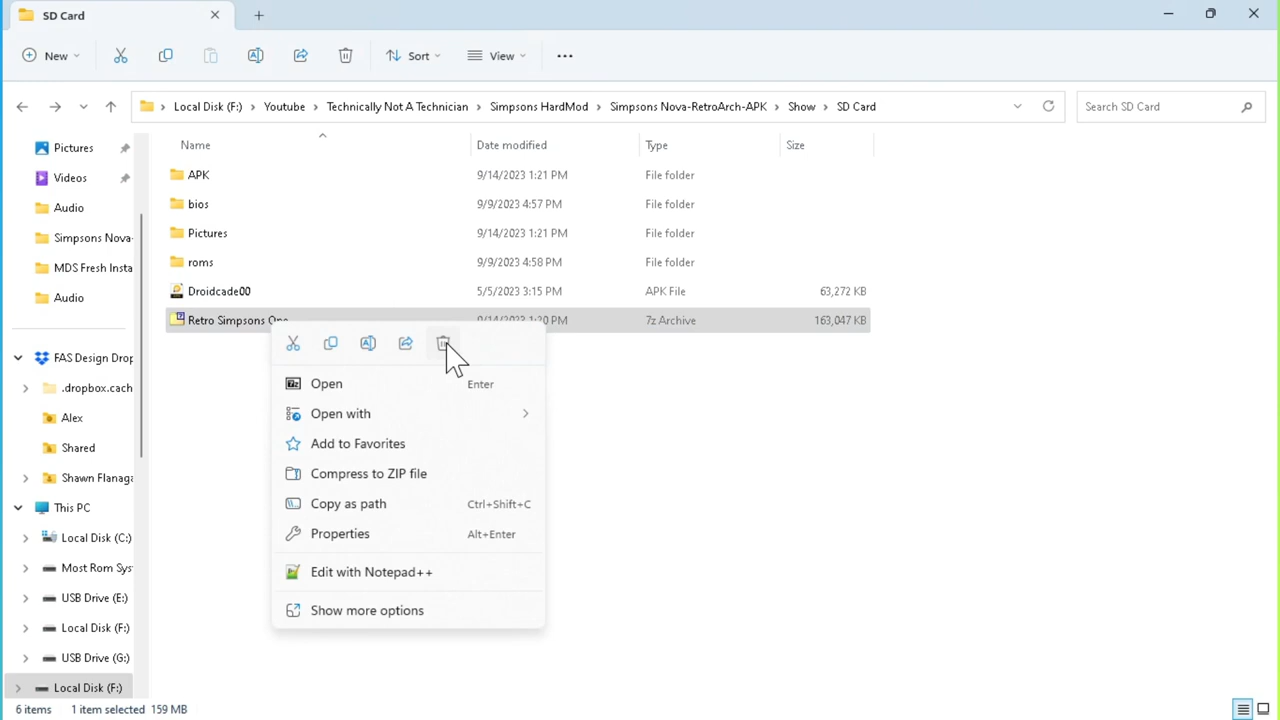 SD Card
New
Sort
View
Local Disk (F:) › Youtube › Technically Not A Technician › Simpsons HardMod › Simpsons Nova-RetroArch-APK › Show › SD Card
Search SD Card
Name Date modified Type Size
Pictures
Videos
Audio
Simpsons Nova-
MDS Fresh Insta
Audio
FAS Design Drop
.dropbox.cach
Alex
Shared
Shawn Flanaga
This PC
Local Disk (C:)
Most Rom Sys
USB Drive (E:)
Local Disk (F:)
USB Drive (G:)
Local Disk (F:)
APK 9/14/2023 1:21 PM File folder
bios 9/9/2023 4:57 PM File folder
Pictures 9/14/2023 1:21 PM File folder
roms 9/9/2023 4:58 PM File folder
Droidcade00 5/5/2023 3:15 PM APK File 63,272 KB
Retro Simpsons One 9/14/2023 1:20 PM 7z Archive 163,047 KB
Open Enter
Open with
Add to Favorites
Compress to ZIP file
Copy as path Ctrl+Shift+C
Properties Alt+Enter
Edit with Notepad++
Show more options
6 items 1 item selected 159 MB